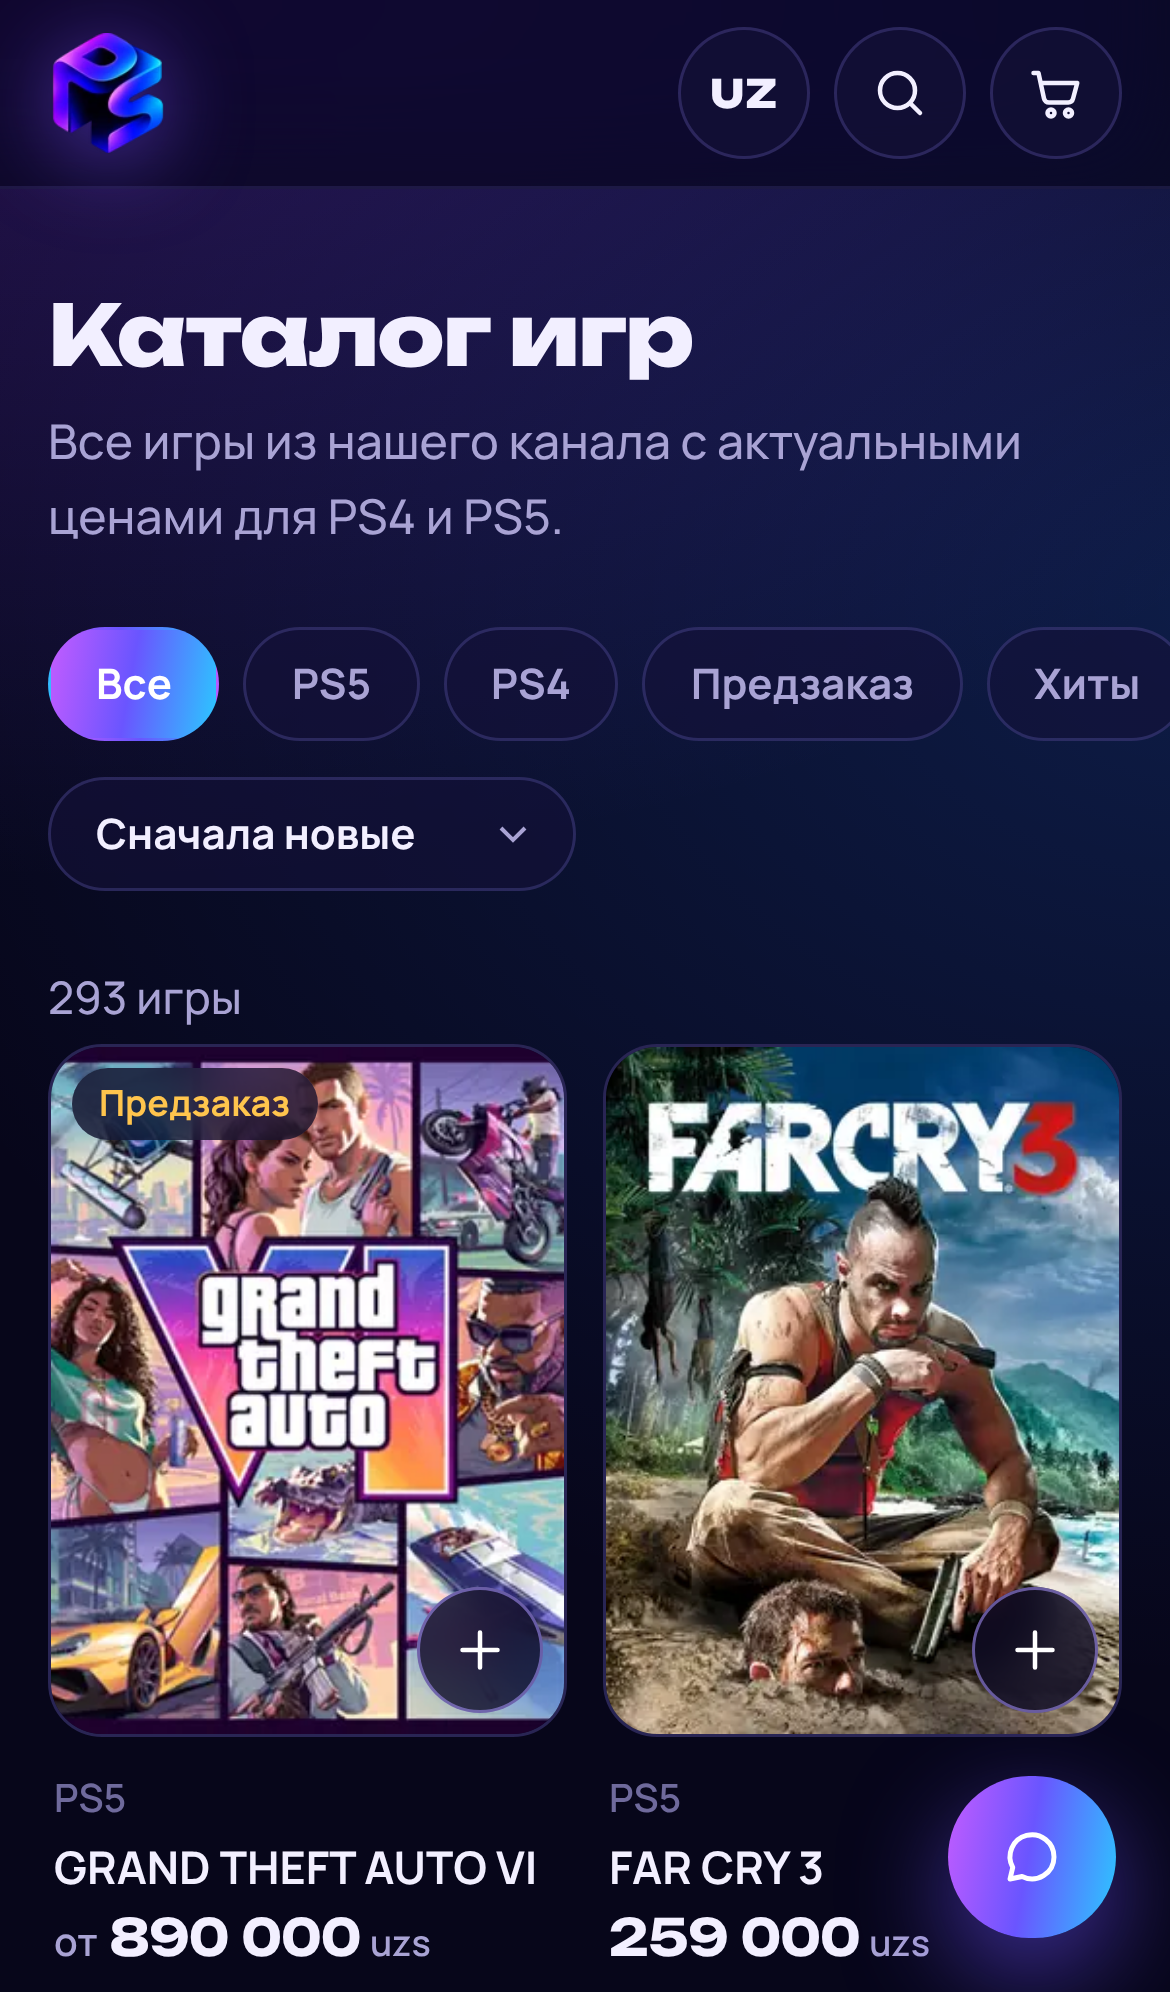 UZ
Каталог игр
Все игры из нашего канала с актуальными
ценами для PS4 и PS5.
Все
PS5
PS4
Предзаказ
Хиты
Сначала новые
293 игры
Предзаказ
VI
grand
theft
auto
FARCRY3
PS5
GRAND THEFT AUTO VI
от 890 000 uzs
PS5
FAR CRY 3
259 000 uzs